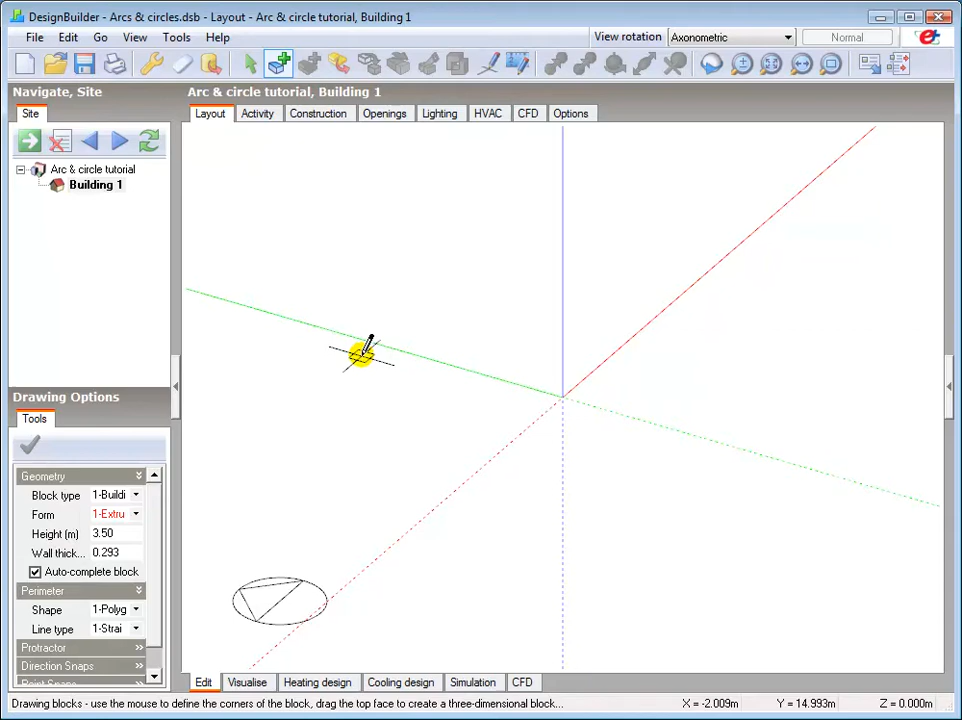 DesignBuilder - Arcs & circles.dsb - Layout - Arc & circle tutorial, Building 1
File Edit Go View Tools Help
View rotation Axonometric Normal
Navigate, Site
Arc & circle tutorial, Building 1
Site
Layout Activity Construction Openings Lighting HVAC CFD Options
Arc & circle tutorial
Building 1
Drawing Options
Tools
Geometry
Block type 1-Buildi
Form 1-Extru
Height (m) 3.50
Wall thick... 0.293
Auto-complete block
Perimeter
Shape 1-Polyg
Line type 1-Strai
Protractor
Direction Snaps
Point Snaps
Edit Visualise Heating design Cooling design Simulation CFD
Drawing blocks - use the mouse to define the corners of the block, drag the top face to create a three-dimensional block...
X = -2.009m Y = 14.993m Z = 0.000m